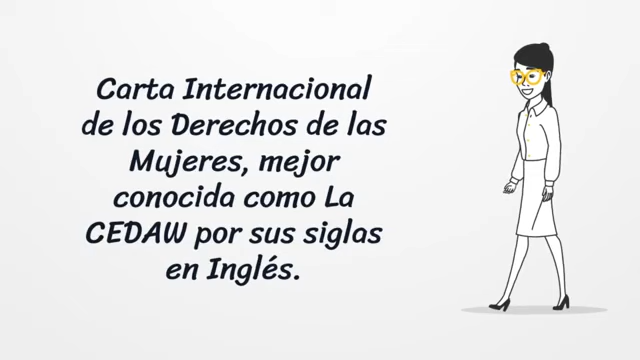 Carta Internacional
de los Derechos de las
Mujeres, mejor
conocida como La
CEDAW por sus siglas
en Inglés.